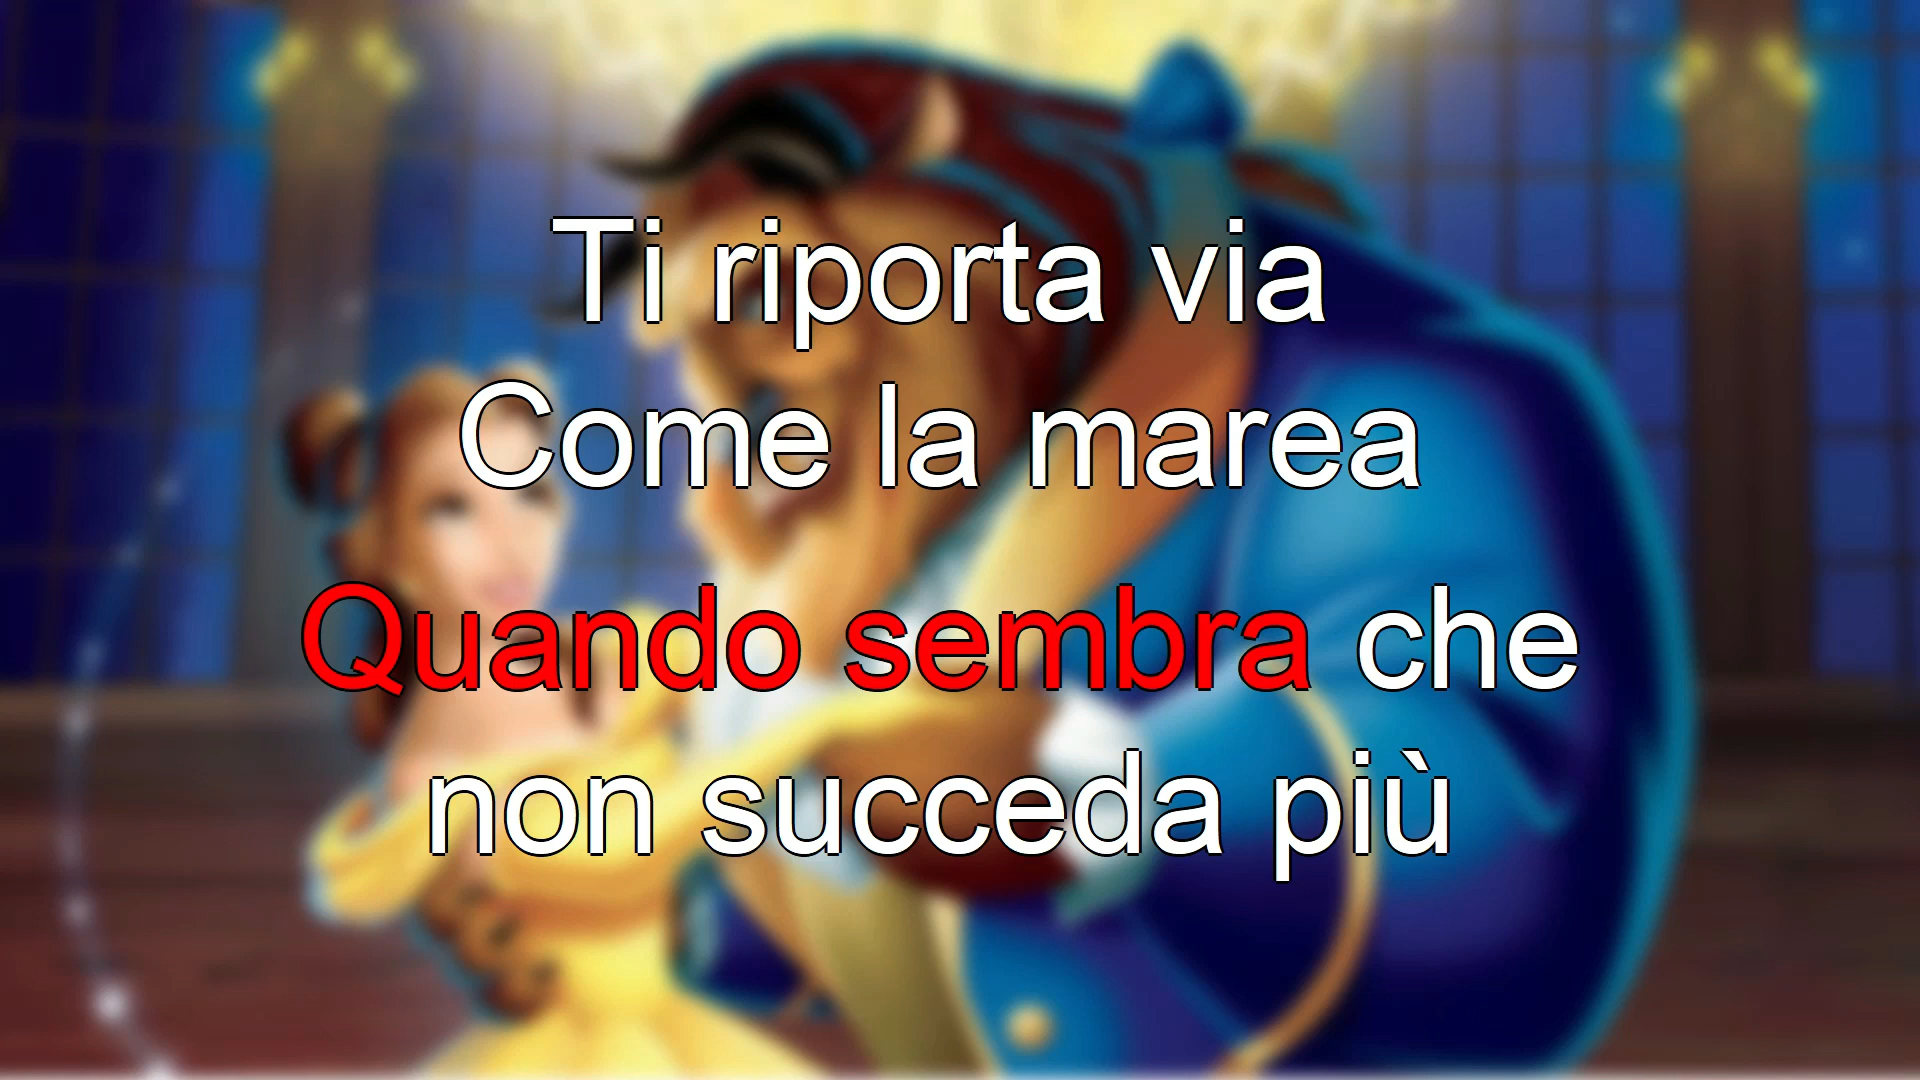 Ti riporta via
Come la marea
Quando sembra che
non succeda più